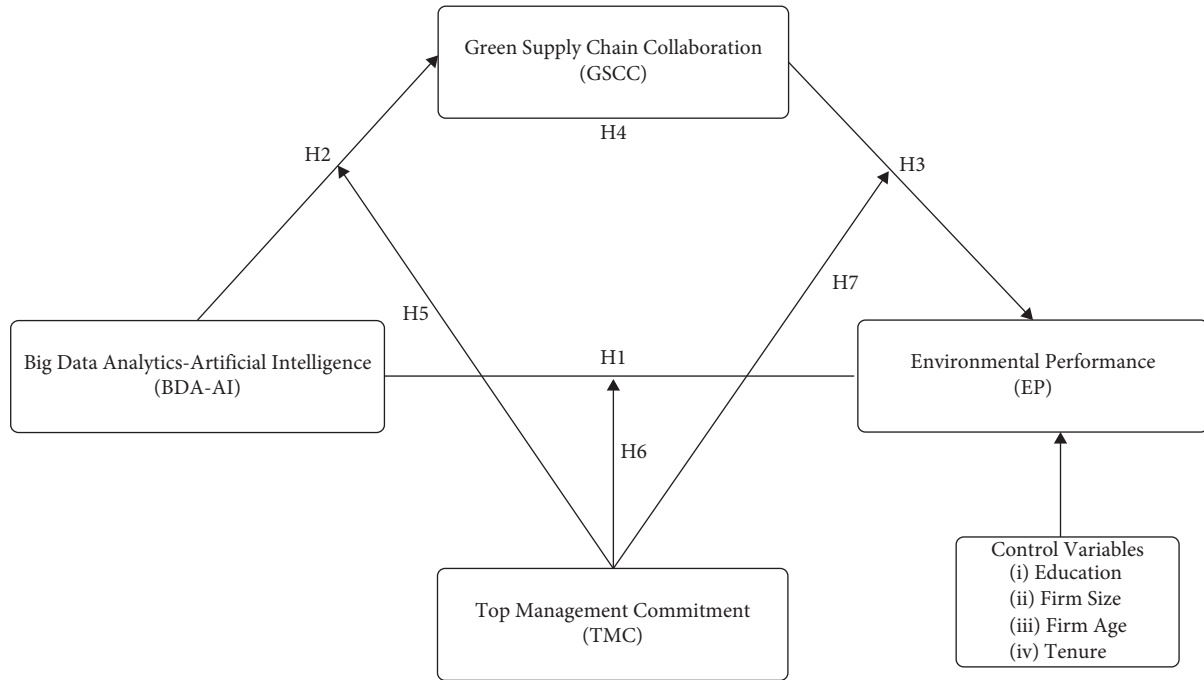 Green Supply Chain Collaboration
(GSCC)
H4
H2
H3
H5
H7
Big Data Analytics-Artificial Intelligence
(BDA-AI)
H1
Environmental Performance
(EP)
H6
Control Variables
(i) Education
(ii) Firm Size
(iii) Firm Age
(iv) Tenure
Top Management Commitment
(TMC)